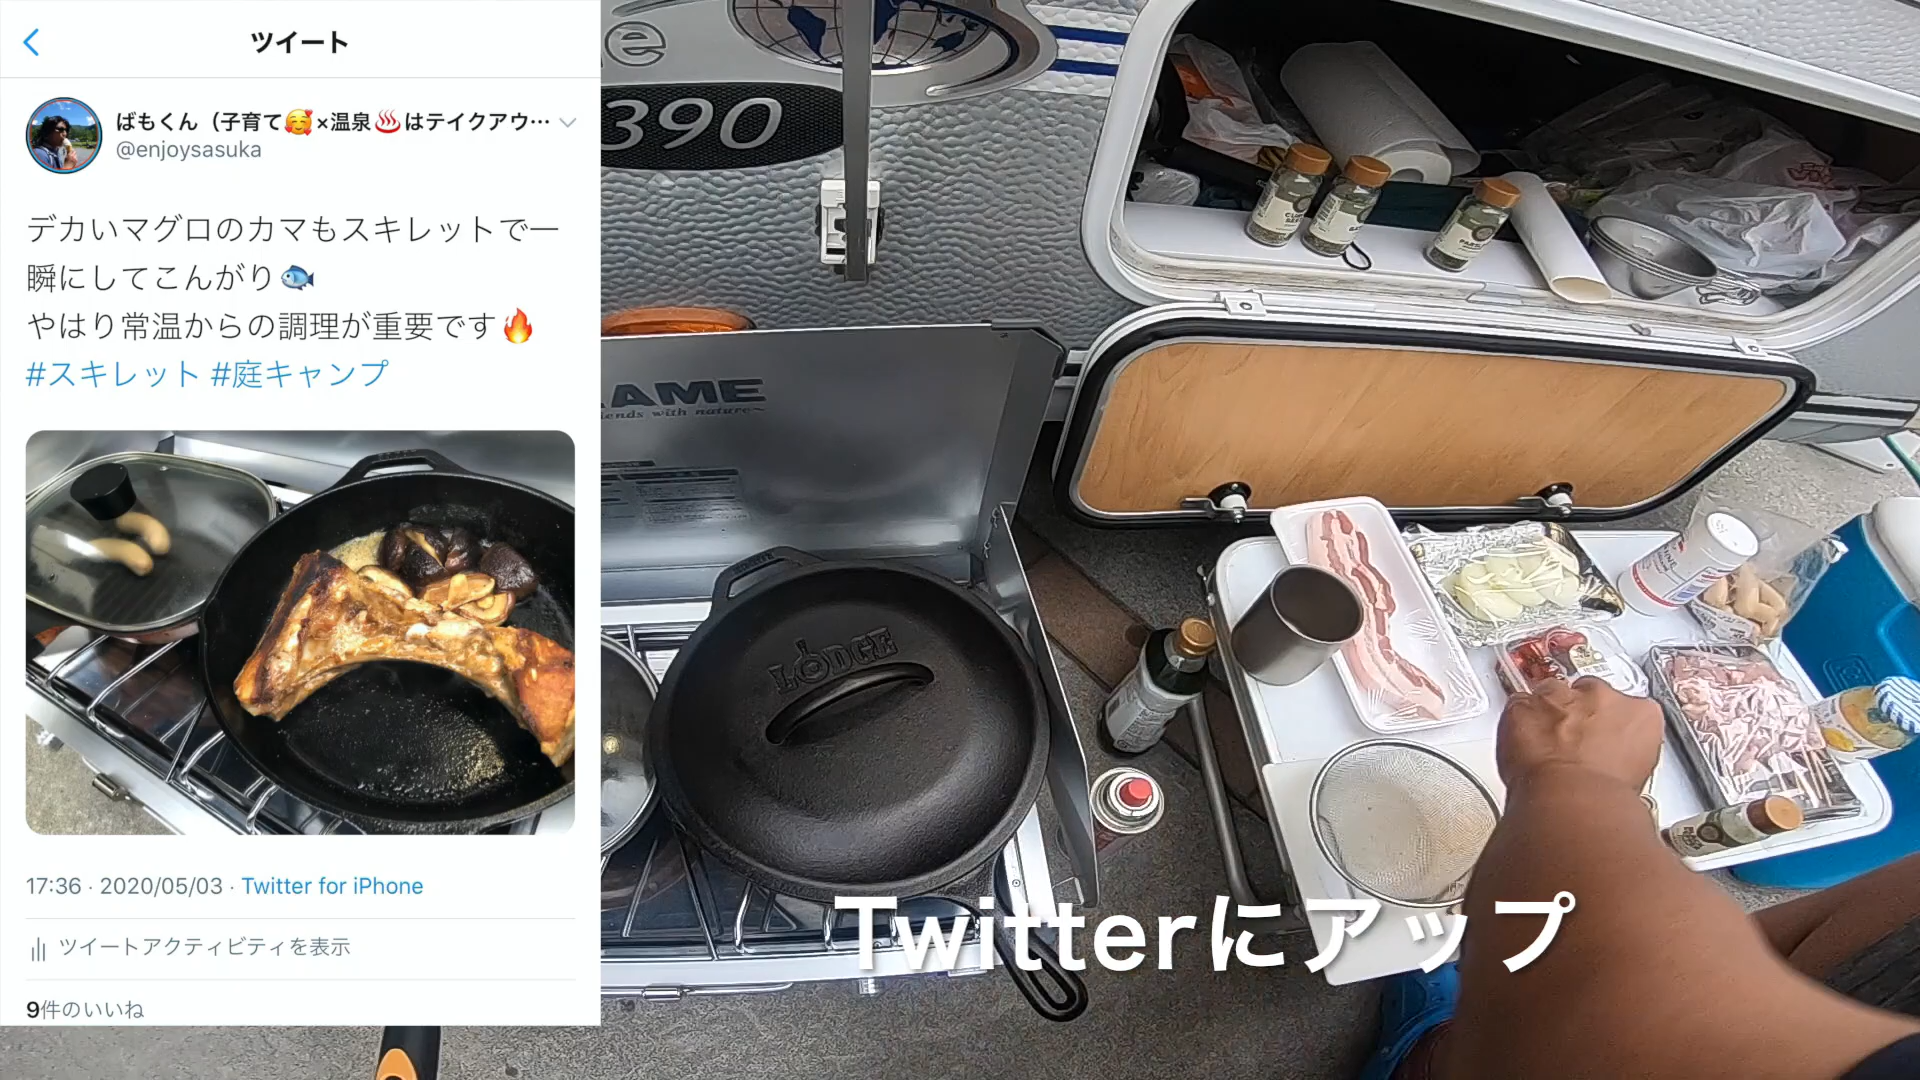 ツイート
ばもくん（子育て🥰×温泉♨️はテイクアウ…
@enjoysasuka
デカいマグロのカマもスキレットで一
瞬にしてこんがり🐟
やはり常温からの調理が重要です🔥
#スキレット #庭キャンプ
17:36 · 2020/05/03 · Twitter for iPhone
ツイートアクティビティを表示
9件のいいね
390
AME
ends with nature~
LODGE
Twitterにアップ